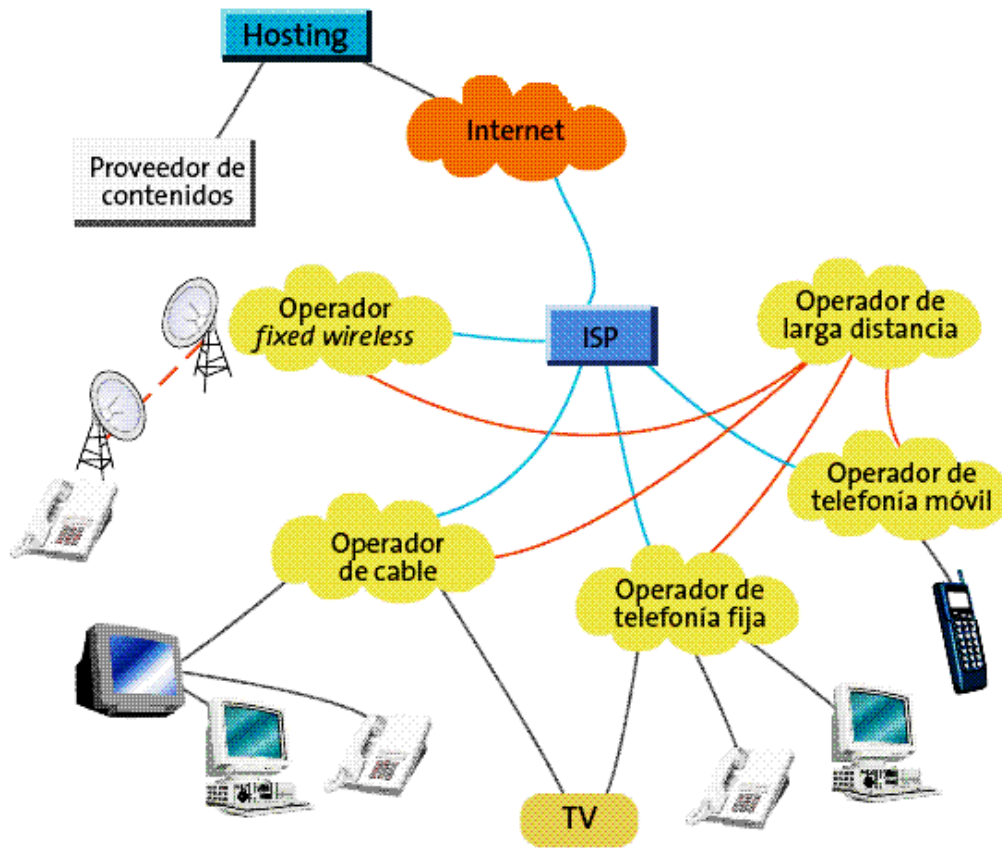 Hosting
Internet
Proveedor de
contenidos
Operador
fixed wireless
ISP
Operador de
larga distancia
Operador de
telefonía móvil
Operador
de cable
Operador de
telefonía fija
TV